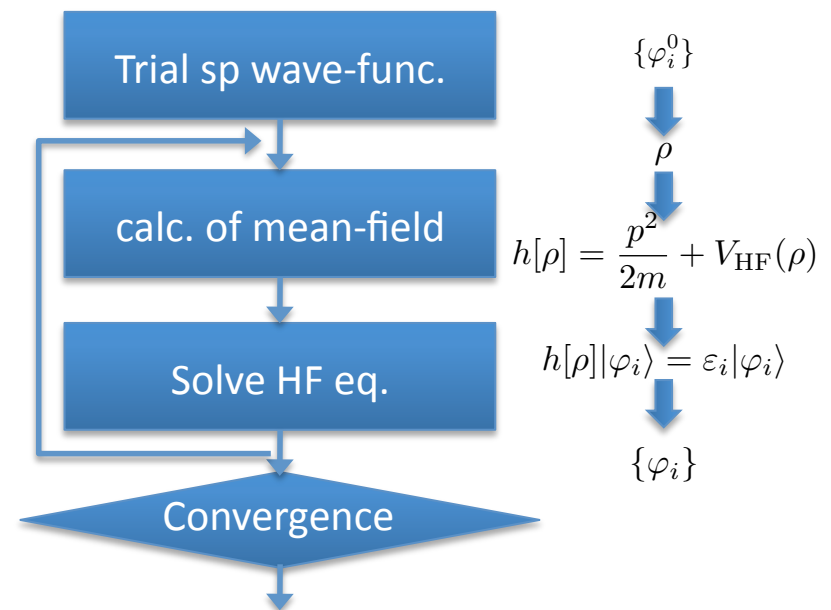 Trial sp wave-func.
calc. of mean-field
Solve HF eq.
Convergence
{φ_i^0}
ρ
h[ρ] = p²/2m + V_HF(ρ)
h[ρ]|φ_i⟩ = ε_i|φ_i⟩
{φ_i}